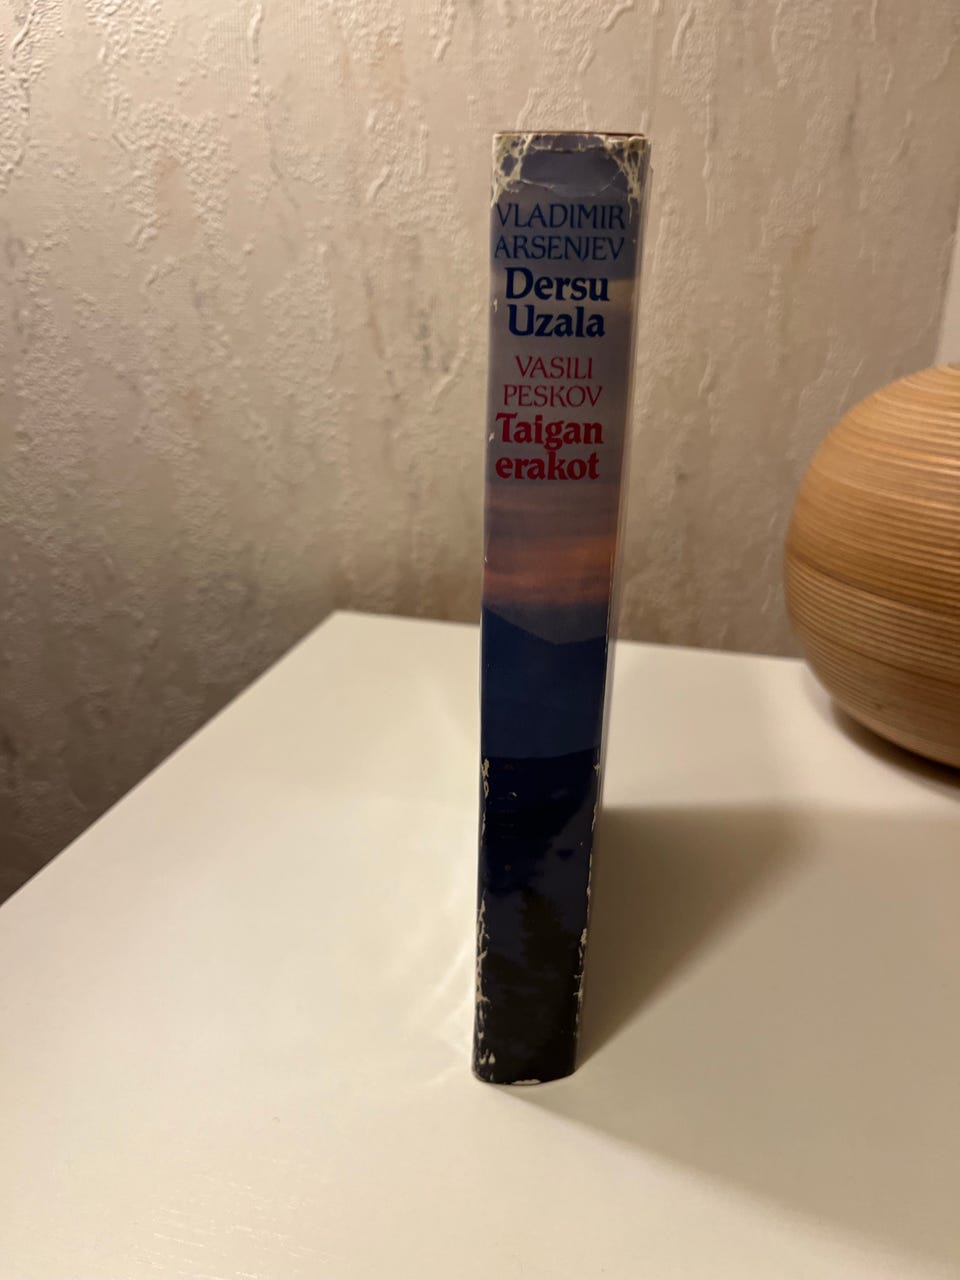 VLADIMIR
ARSENJEV
Dersu
Uzala
VASILI
PESKOV
Taigan
erakot